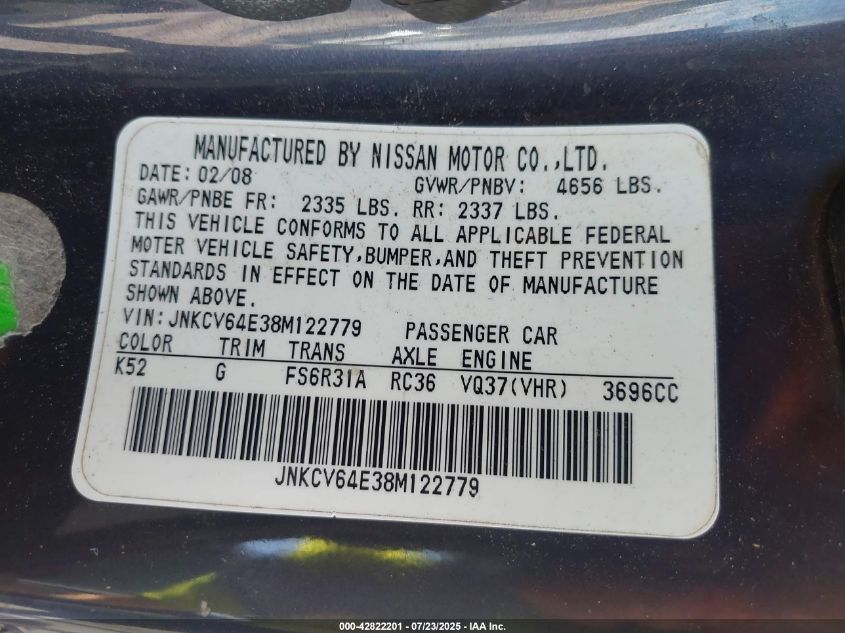 MANUFACTURED BY NISSAN MOTOR CO.,LTD.
DATE: 02/08 GVWR/PNBV: 4656 LBS.
GAWR/PNBE FR: 2335 LBS. RR: 2337 LBS.
THIS VEHICLE CONFORMS TO ALL APPLICABLE FEDERAL
MOTER VEHICLE SAFETY,BUMPER,AND THEFT PREVENTION
STANDARDS IN EFFECT ON THE DATE OF MANUFACTURE
SHOWN ABOVE.
VIN:JNKCV64E38M122779 PASSENGER CAR
COLOR TRIM TRANS AXLE ENGINE
K52 G FS6R31A RC36 VQ37(VHR) 3696CC
JNKCV64E38M122779
000-42822201 - 07/23/2025 - IAA Inc.